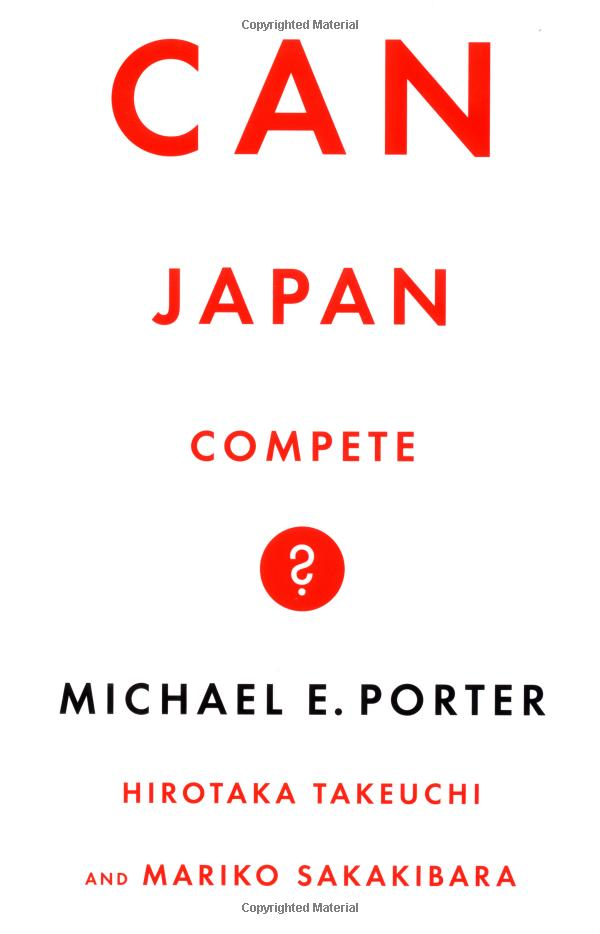 Copyrighted Material
CAN
JAPAN
COMPETE
?
MICHAEL E. PORTER
HIROTAKA TAKEUCHI
AND MARIKO SAKAKIBARA
Copyrighted Material